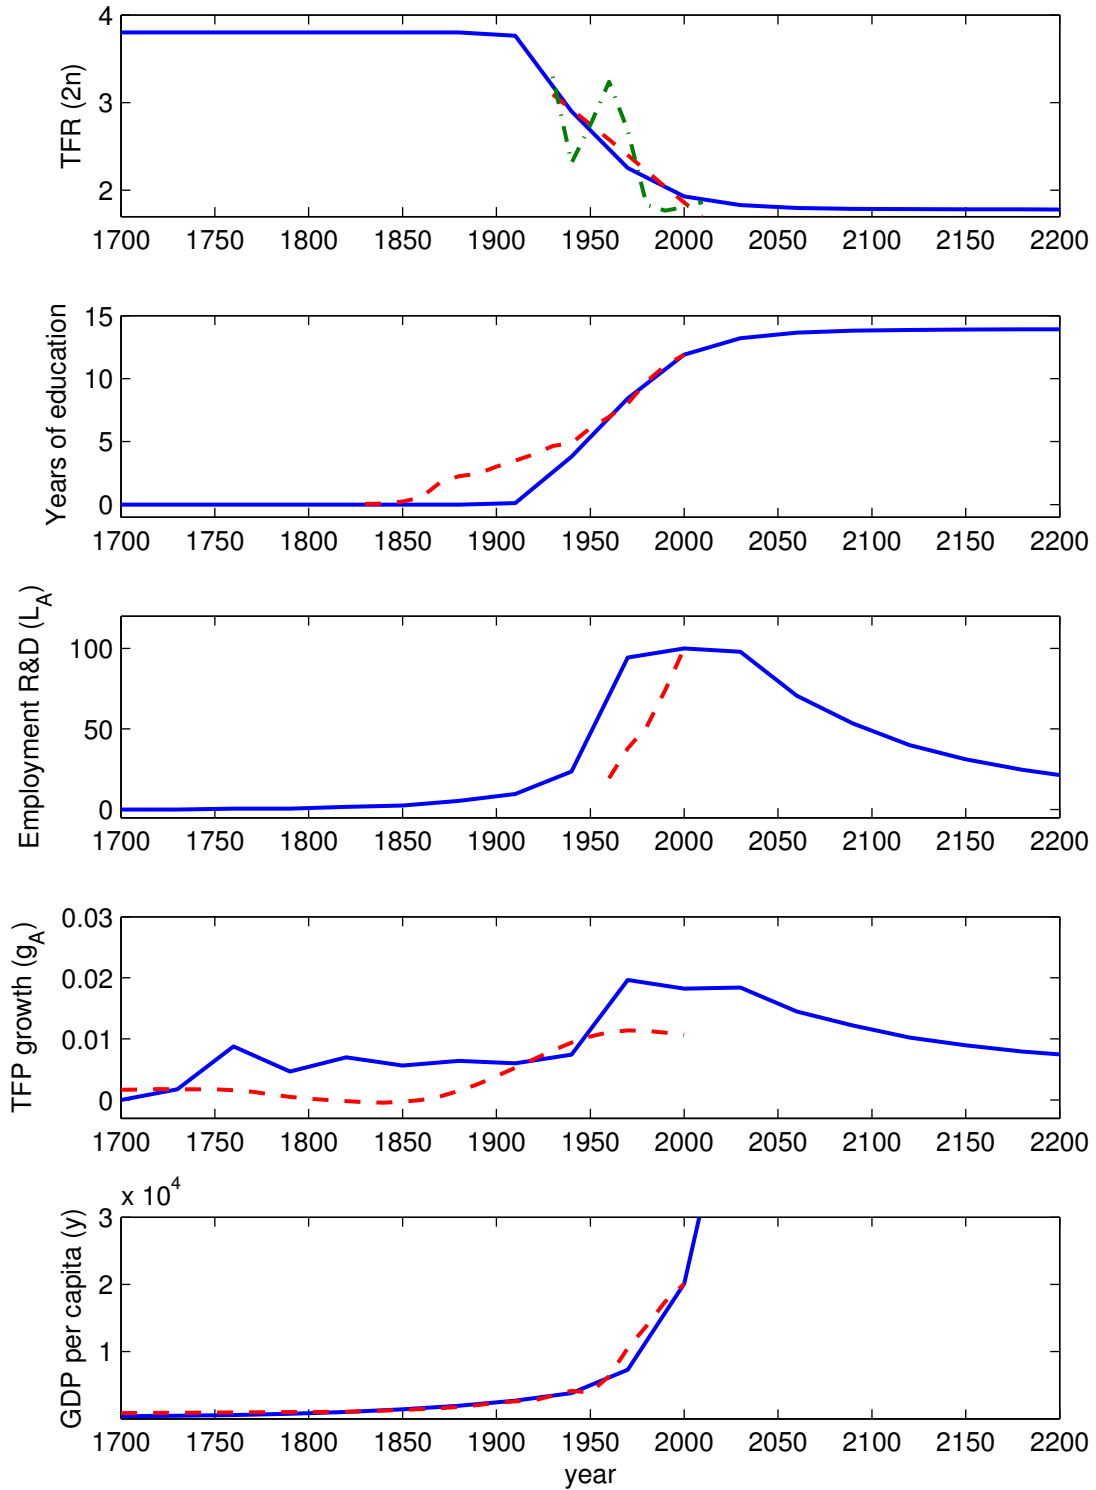 TFR (2n)
4
3
2
1700 1750 1800 1850 1900 1950 2000 2050 2100 2150 2200
Years of education
15
10
5
0
1700 1750 1800 1850 1900 1950 2000 2050 2100 2150 2200
Employment R&D (L_A)
100
50
0
1700 1750 1800 1850 1900 1950 2000 2050 2100 2150 2200
TFP growth (g_A)
0.03
0.02
0.01
0
1700 1750 1800 1850 1900 1950 2000 2050 2100 2150 2200
x 10^4
GDP per capita (y)
3
2
1
1700 1750 1800 1850 1900 1950 2000 2050 2100 2150 2200
year